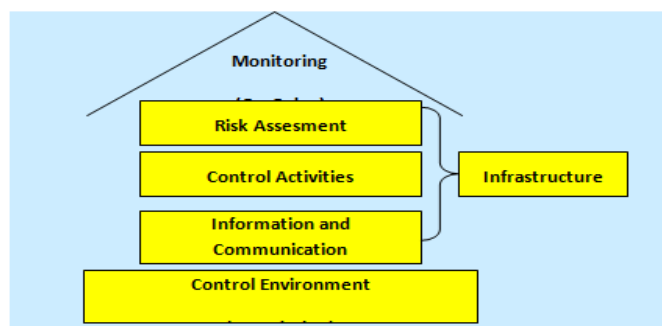 Monitoring
Risk Assesment
Control Activities
Infrastructure
Information and
Communication
Control Environment